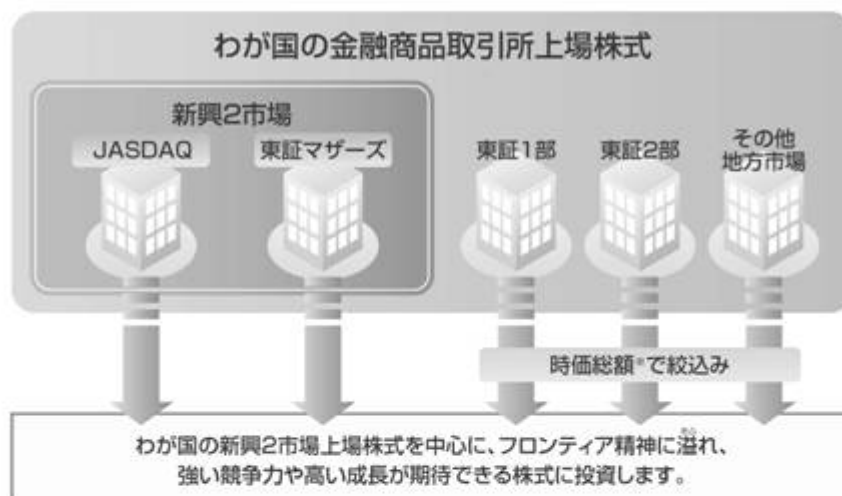 わが国の金融商品取引所上場株式
新興2市場
JASDAQ
東証マザーズ
東証1部
東証2部
その他
地方市場
時価総額※で絞込み
わが国の新興2市場上場株式を中心に、フロンティア精神に溢れ、
強い競争力や高い成長が期待できる株式に投資します。